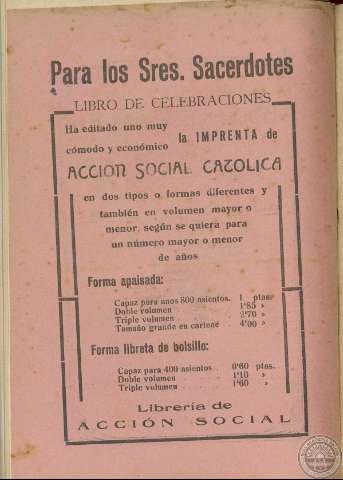 Para los Sres. Sacerdotes
LIBRO DE CELEBRACIONES
Ha editado uno muy
cómodo y económico
la IMPRENTA de
ACCION SOCIAL CATOLICA
en dos tipos o formas diferentes y
también en volumen mayor o
menor, según se quiera para
un número mayor o menor
de años
Forma apaisada:
Capaz para unos 800 asientos. 1 ptas
Doble volumen 1'85 »
Triple volumen 2'70 »
Tamaño grande en cartone 4'00 »
Forma libreta de bolsillo:
Capaz para 400 asientos 0'60 ptas.
Doble volumen 1'10 »
Triple volumen 1'60 »
Librería de
ACCIÓN SOCIAL